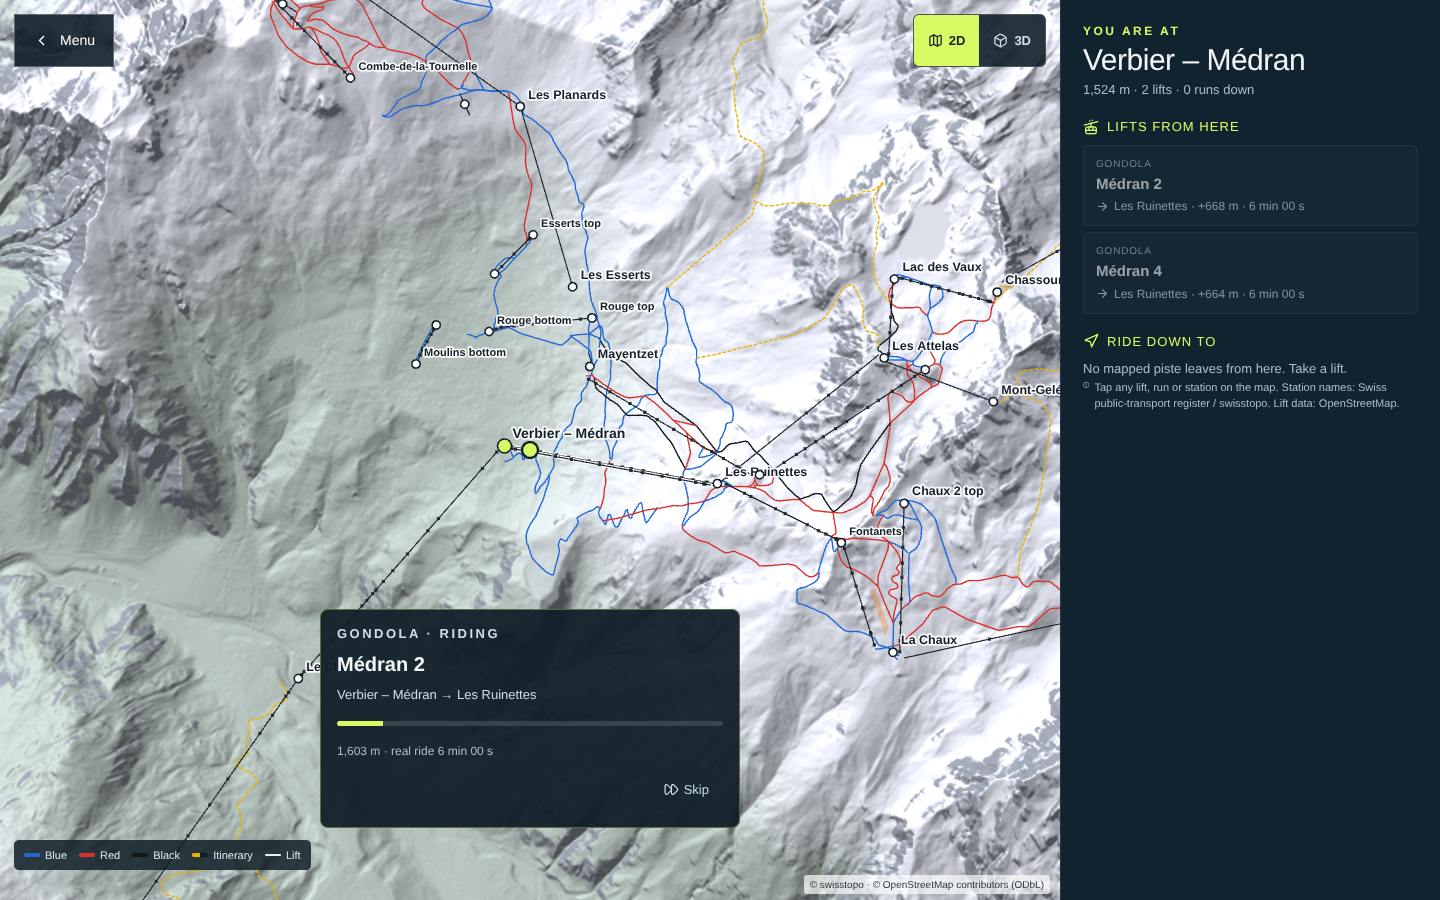 Menu
2D
3D
Combe-de-la-Tournelle
Les Planards
Esserts top
Les Esserts
Rouge top
Rouge bottom
Moulins bottom
Mayentzet
Lac des Vaux
Les Attelas
Verbier – Médran
Les Ruinettes
Chaux 2 top
Fontanets
La Chaux
GONDOLA · RIDING
Médran 2
Verbier – Médran → Les Ruinettes
1,603 m · real ride 6 min 00 s
Skip
Blue
Red
Black
Itinerary
Lift
© swisstopo · © OpenStreetMap contributors (ODbL)
YOU ARE AT
Verbier – Médran
1,524 m · 2 lifts · 0 runs down
LIFTS FROM HERE
GONDOLA
Médran 2
→ Les Ruinettes · +668 m · 6 min 00 s
GONDOLA
Médran 4
→ Les Ruinettes · +664 m · 6 min 00 s
RIDE DOWN TO
No mapped piste leaves from here. Take a lift.
Tap any lift, run or station on the map. Station names: Swiss
public-transport register / swisstopo. Lift data: OpenStreetMap.